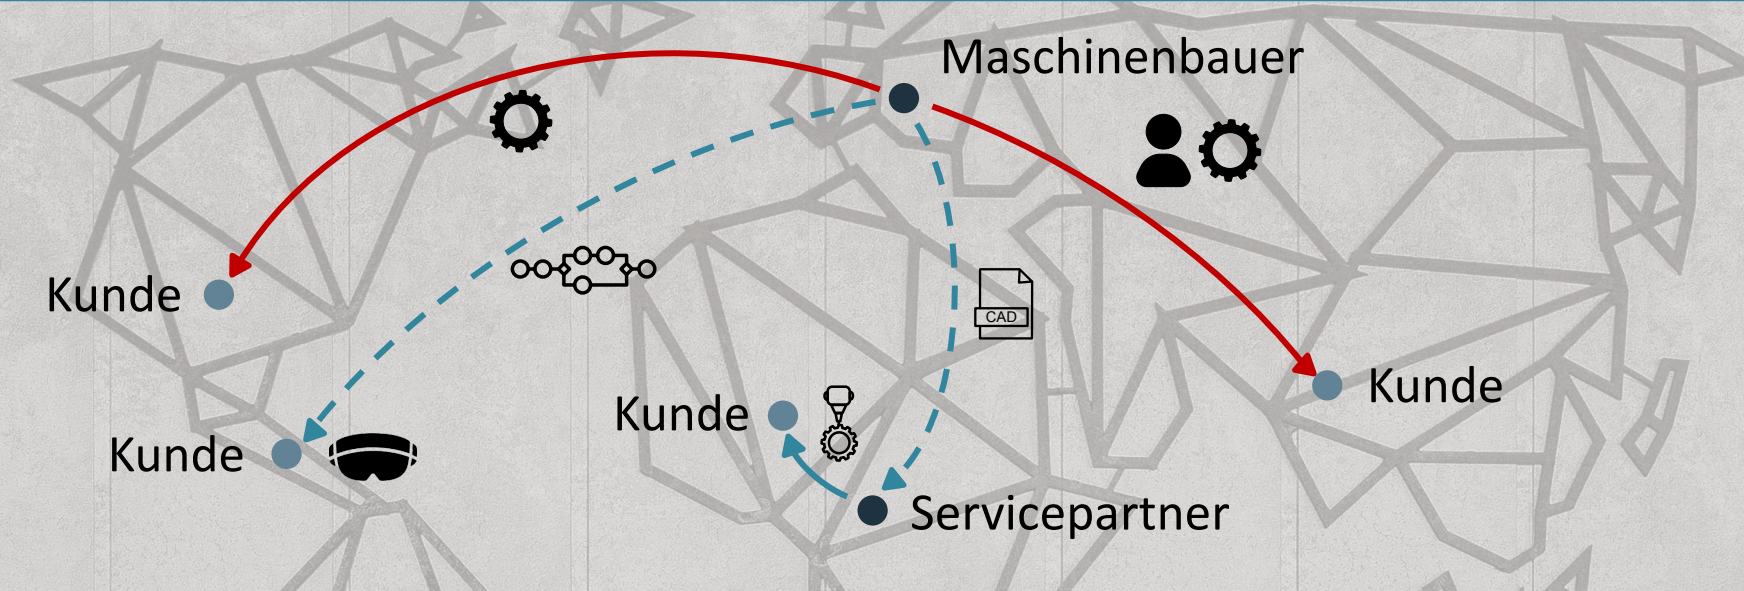 Maschinenbauer
Kunde
CAD
Kunde
Kunde
Kunde
Servicepartner